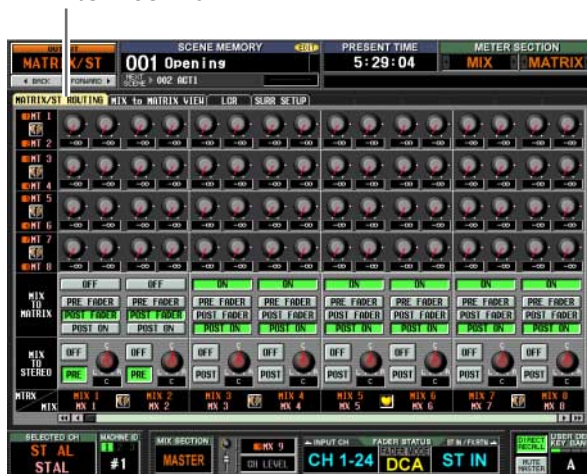 OUTPUT SCENE MEMORY EDIT PRESENT TIME METER SECTION
MATRIX/ST 001 Opening 5:29:04 MIX MATRIX
BACK FORWARD NEXT SCENE 002 ACT1
MATRIX/ST ROUTING MIX to MATRIX VIEW LCR SURR SETUP
MT 1
-∞ -∞ -∞ -∞ -∞ -∞ -∞ -∞
MT 2
MT 3
-∞ -∞ -∞ -∞ -∞ -∞ -∞ -∞
MT 4
MT 5
-∞ -∞ -∞ -∞ -∞ -∞ -∞ -∞
MT 6
MT 7
-∞ -∞ -∞ -∞ -∞ -∞ -∞ -∞
MT 8
OFF OFF ON ON ON ON ON ON
MIX TO MATRIX
PRE FADER PRE FADER PRE FADER PRE FADER PRE FADER PRE FADER PRE FADER PRE FADER
POST FADER POST FADER POST FADER POST FADER POST FADER POST FADER POST FADER POST FADER
POST ON POST ON POST ON POST ON POST ON POST ON POST ON POST ON
MIX TO STEREO
OFF OFF OFF OFF OFF OFF OFF OFF
PRE PRE POST POST POST POST POST POST
MTRX MIX 1 MIX 2 MIX 3 MIX 4 MIX 5 MIX 6 MIX 7 MIX 8
MIX MX 1 MX 2 MX 3 MX 4 MX 5 MX 6 MX 7 MX 8
SELECTED CH MACHINE ID MIX SECTION MX 9 INPUT CH FADER STATUS ST IN / FXRTN DIRECT RECALL
ST AL #1 MASTER CH LEVEL CH 1-24 FADER MODE DCA ST IN MUTE MASTER A
STAL